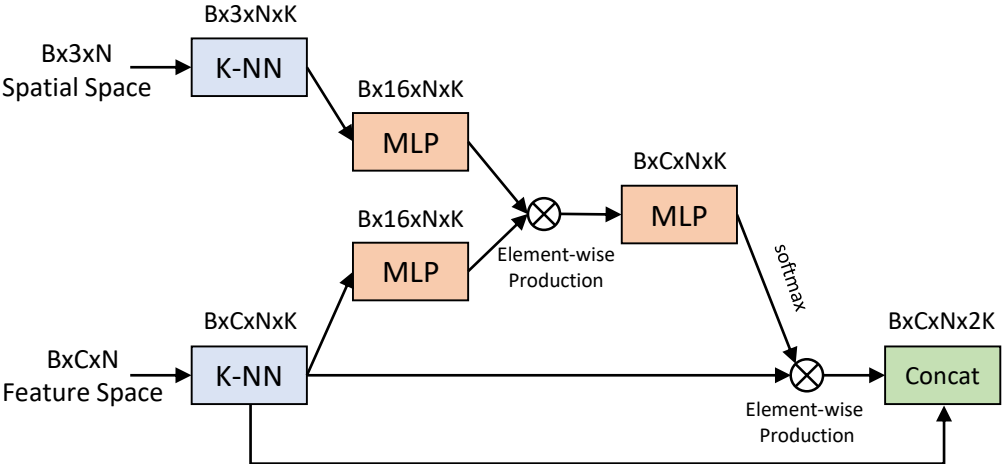 Bx3xNxK
Bx3xN
Spatial Space
K-NN
Bx16xNxK
MLP
BxCxNxK
MLP
Bx16xNxK
MLP
Element-wise
Production
softmax
BxCxNxK
BxCxN
Feature Space
K-NN
BxCxNx2K
Concat
Element-wise
Production